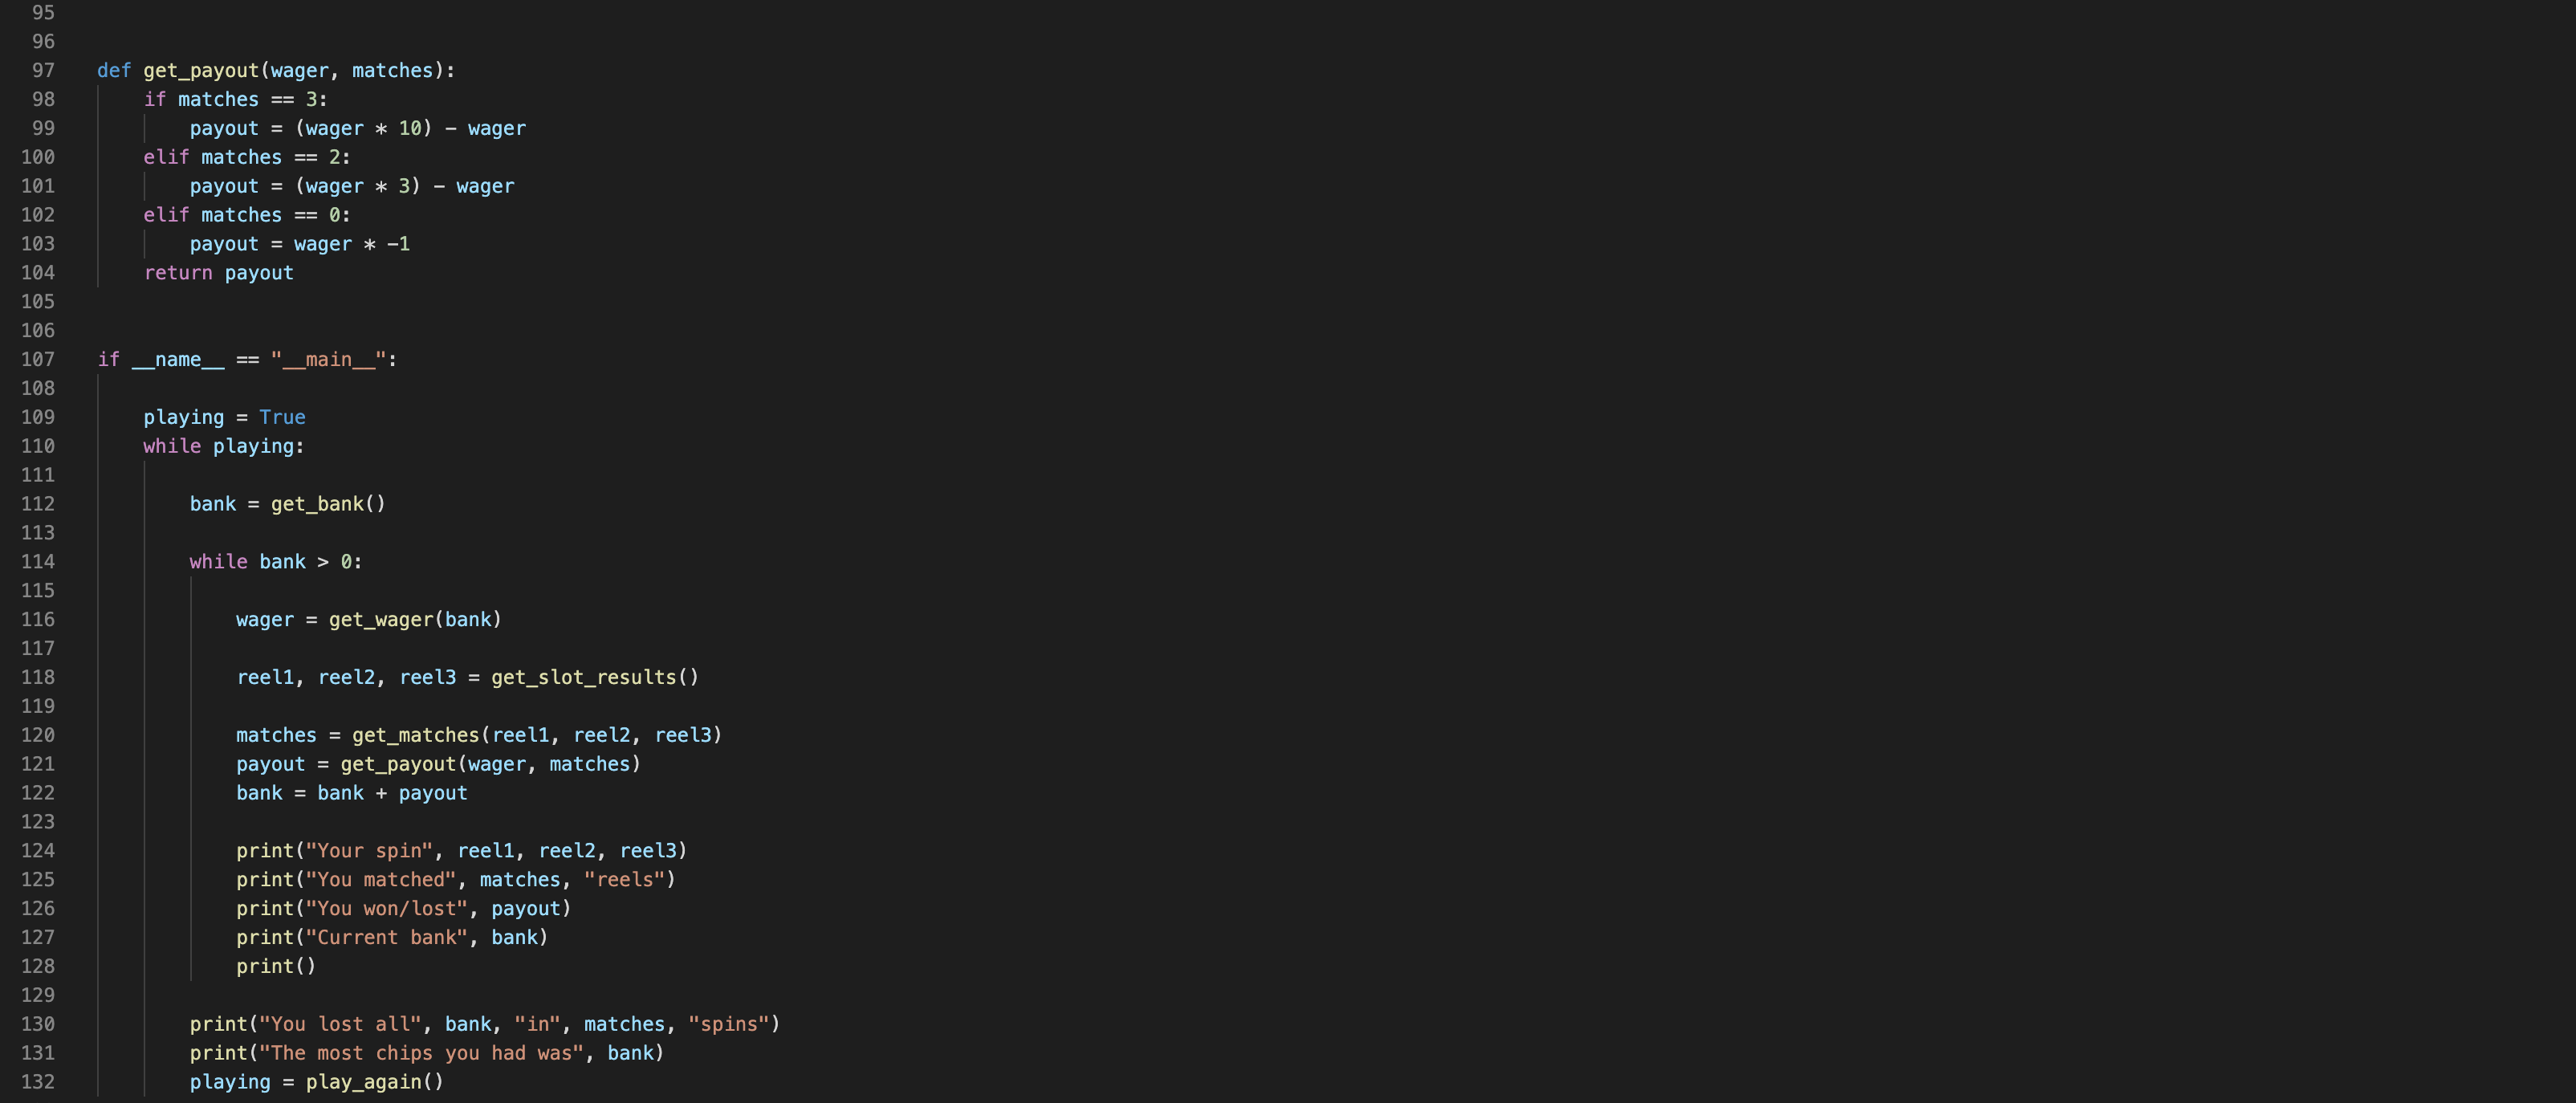 95
96
97 def get_payout(wager, matches):
98 if matches == 3:
99 payout = (wager * 10) - wager
100 elif matches == 2:
101 payout = (wager * 3) - wager
102 elif matches == 0:
103 payout = wager * -1
104 return payout
105
106
107 if __name__ == "__main__":
108
109 playing = True
110 while playing:
111
112 bank = get_bank()
113
114 while bank > 0:
115
116 wager = get_wager(bank)
117
118 reel1, reel2, reel3 = get_slot_results()
119
120 matches = get_matches(reel1, reel2, reel3)
121 payout = get_payout(wager, matches)
122 bank = bank + payout
123
124 print("Your spin", reel1, reel2, reel3)
125 print("You matched", matches, "reels")
126 print("You won/lost", payout)
127 print("Current bank", bank)
128 print()
129
130 print("You lost all", bank, "in", matches, "spins")
131 print("The most chips you had was", bank)
132 playing = play_again()